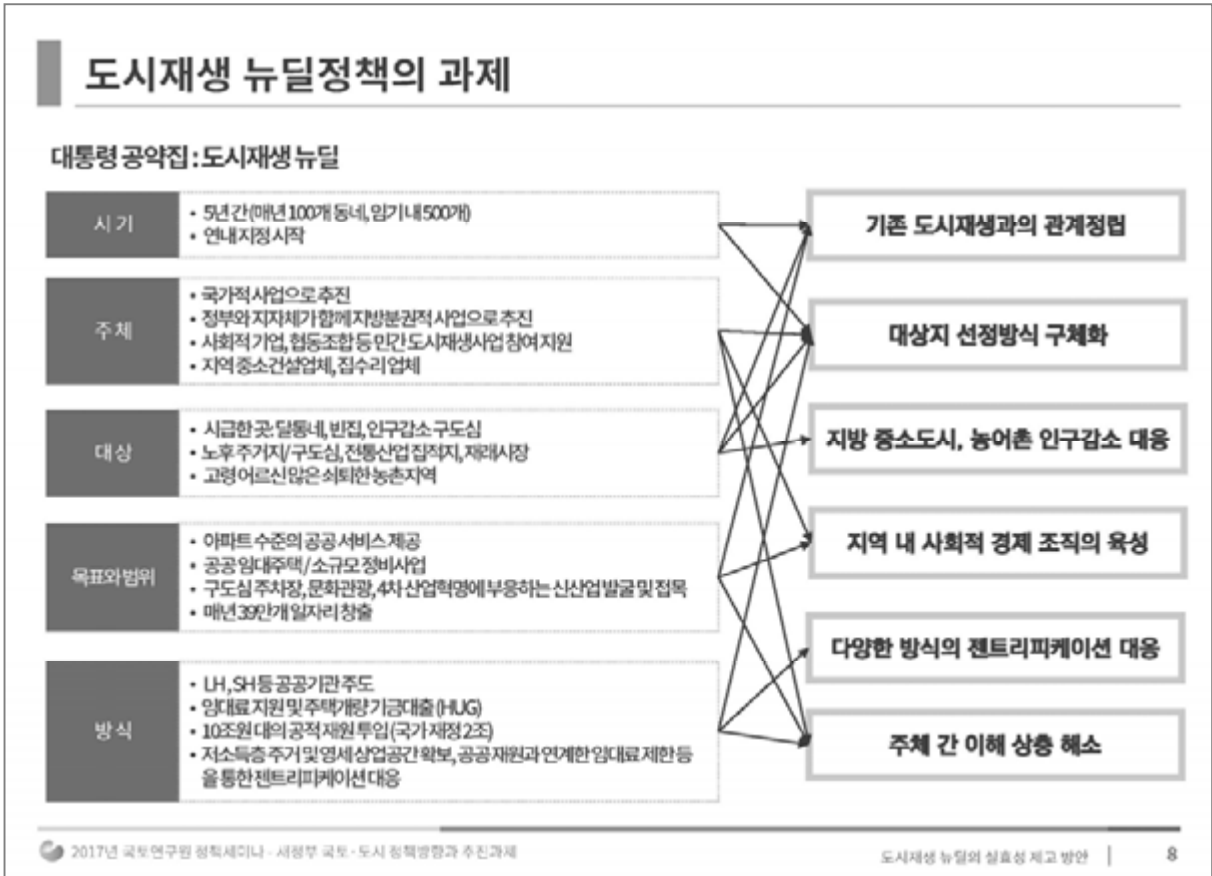 도시재생 뉴딜정책의 과제
대통령 공약집 : 도시재생 뉴딜
시 기
• 5년 간 (매년 100개 동네, 임기 내 500개)
• 연내 지정 시작
주 체
• 국가적 사업으로 추진
• 정부와 지자체가 함께 지방분권적 사업으로 추진
• 사회적 기업, 협동조합 등 민간 도시재생사업 참여 지원
• 지역 중소건설업체, 집수리 업체
대 상
• 시급한 곳: 달동네, 빈집, 인구감소 구도심
• 노후 주거지/구도심, 전통산업 집적지, 재래시장
• 고령 어르신 많은 쇠퇴한 농촌지역
목표와 범위
• 아파트 수준의 공공 서비스 제공
• 공공 임대주택 / 소규모 정비사업
• 구도심 주차장, 문화관광, 4차 산업혁명에 부응하는 신산업 발굴 및 접목
• 매년 39만개 일자리 창출
방 식
• LH, SH 등 공공기관 주도
• 임대료 지원 및 주택개량 기금대출 (HUG)
• 10조원 대의 공적 재원 투입 (국가 재정 2조)
• 저소득층 주거 및 영세 상업공간 확보, 공공 재원과 연계한 임대료 제한 등
을 통한 젠트리피케이션 대응
기존 도시재생과의 관계정립
대상지 선정방식 구체화
지방 중소도시, 농어촌 인구감소 대응
지역 내 사회적 경제 조직의 육성
다양한 방식의 젠트리피케이션 대응
주체 간 이해 상충 해소
2017년 국토연구원 정책세미나 - 새정부 국토·도시 정책방향과 추진과제
도시재생 뉴딜의 실효성 제고 방안
8